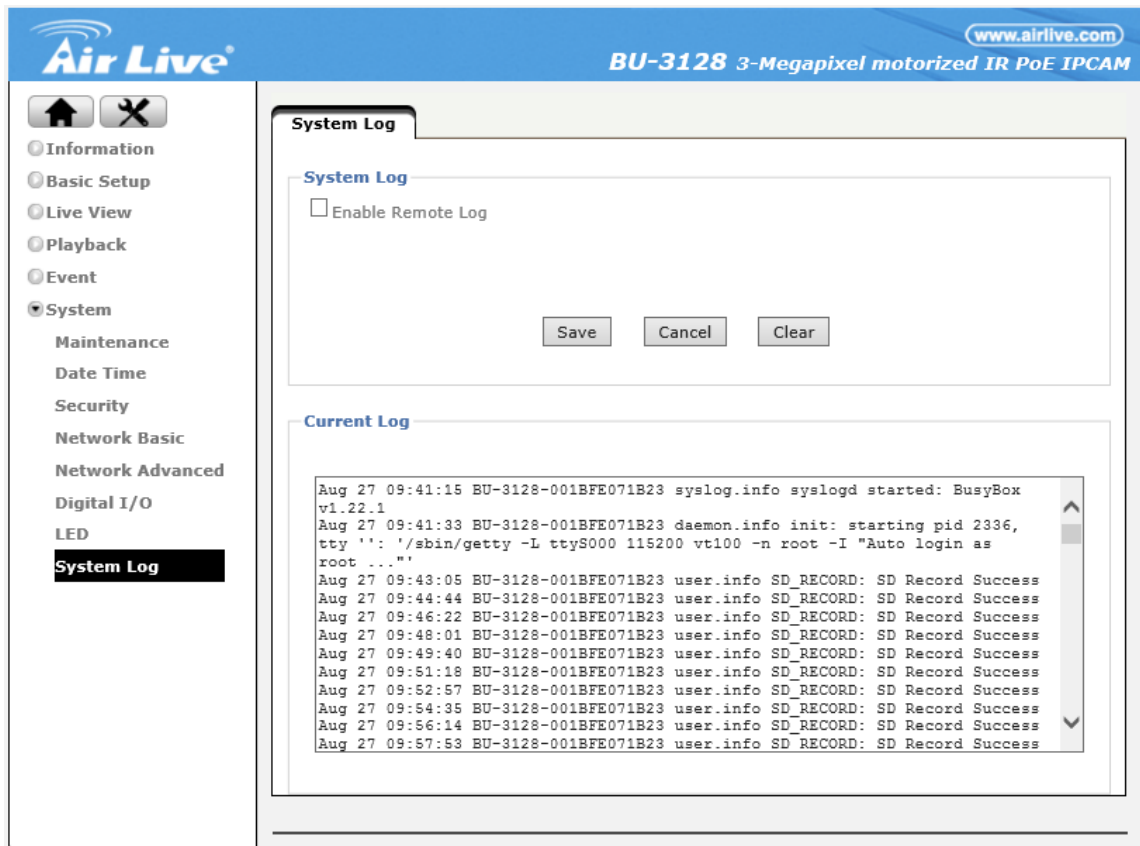 Air Live®
www.airlive.com
BU-3128 3-Megapixel motorized IR PoE IPCAM
Information
Basic Setup
Live View
Playback
Event
System
Maintenance
Date Time
Security
Network Basic
Network Advanced
Digital I/O
LED
System Log
System Log
System Log
Enable Remote Log
Save Cancel Clear
Current Log
Aug 27 09:41:15 BU-3128-001BFE071B23 syslog.info syslogd started: BusyBox
v1.22.1
Aug 27 09:41:33 BU-3128-001BFE071B23 daemon.info init: starting pid 2336,
tty '': '/sbin/getty -L ttyS000 115200 vt100 -n root -I "Auto login as
root ..."'
Aug 27 09:43:05 BU-3128-001BFE071B23 user.info SD_RECORD: SD Record Success
Aug 27 09:44:44 BU-3128-001BFE071B23 user.info SD_RECORD: SD Record Success
Aug 27 09:46:22 BU-3128-001BFE071B23 user.info SD_RECORD: SD Record Success
Aug 27 09:48:01 BU-3128-001BFE071B23 user.info SD_RECORD: SD Record Success
Aug 27 09:49:40 BU-3128-001BFE071B23 user.info SD_RECORD: SD Record Success
Aug 27 09:51:18 BU-3128-001BFE071B23 user.info SD_RECORD: SD Record Success
Aug 27 09:52:57 BU-3128-001BFE071B23 user.info SD_RECORD: SD Record Success
Aug 27 09:54:35 BU-3128-001BFE071B23 user.info SD_RECORD: SD Record Success
Aug 27 09:56:14 BU-3128-001BFE071B23 user.info SD_RECORD: SD Record Success
Aug 27 09:57:53 BU-3128-001BFE071B23 user.info SD_RECORD: SD Record Success